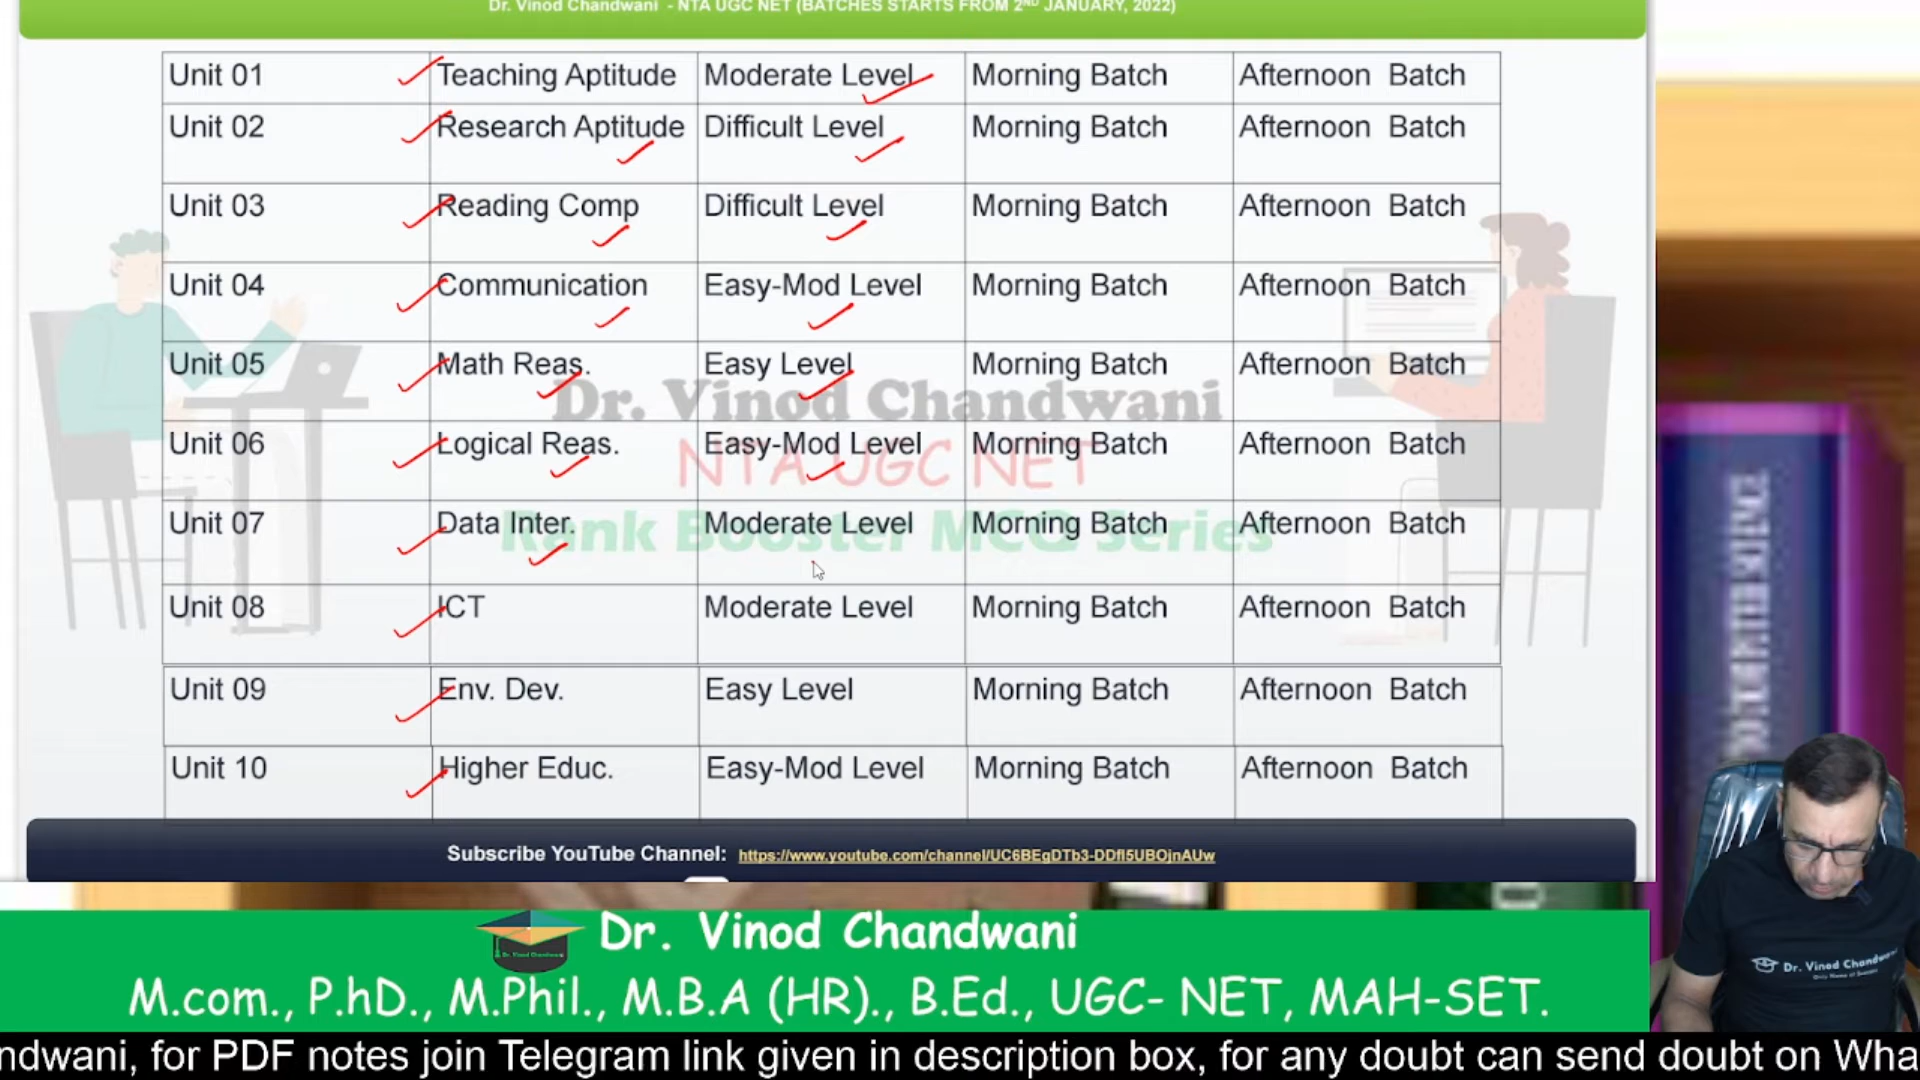 Dr. Vinod Chandwani - NTA UGC NET (BATCHES STARTS FROM 2ND JANUARY, 2022)
Unit 01 Teaching Aptitude Moderate Level Morning Batch Afternoon Batch
Unit 02 Research Aptitude Difficult Level Morning Batch Afternoon Batch
Unit 03 Reading Comp Difficult Level Morning Batch Afternoon Batch
Unit 04 Communication Easy-Mod Level Morning Batch Afternoon Batch
Unit 05 Math Reas. Easy Level Morning Batch Afternoon Batch
Dr. Vinod Chandwani
Unit 06 Logical Reas. Easy-Mod Level Morning Batch Afternoon Batch
NTA UGC NET
Unit 07 Data Inter. Moderate Level Morning Batch Afternoon Batch
Rank Booster MCQ Series
Unit 08 ICT Moderate Level Morning Batch Afternoon Batch
Unit 09 Env. Dev. Easy Level Morning Batch Afternoon Batch
Unit 10 Higher Educ. Easy-Mod Level Morning Batch Afternoon Batch
Subscribe YouTube Channel: https://www.youtube.com/channel/UC6BEgDTb3-DDfI5UBOjnAUw
Dr. Vinod Chandwani
Dr. Vinod Chandwani
M.com., P.hD., M.Phil., M.B.A (HR)., B.Ed., UGC- NET, MAH-SET.
ndwani, for PDF notes join Telegram link given in description box, for any doubt can send doubt on Wha